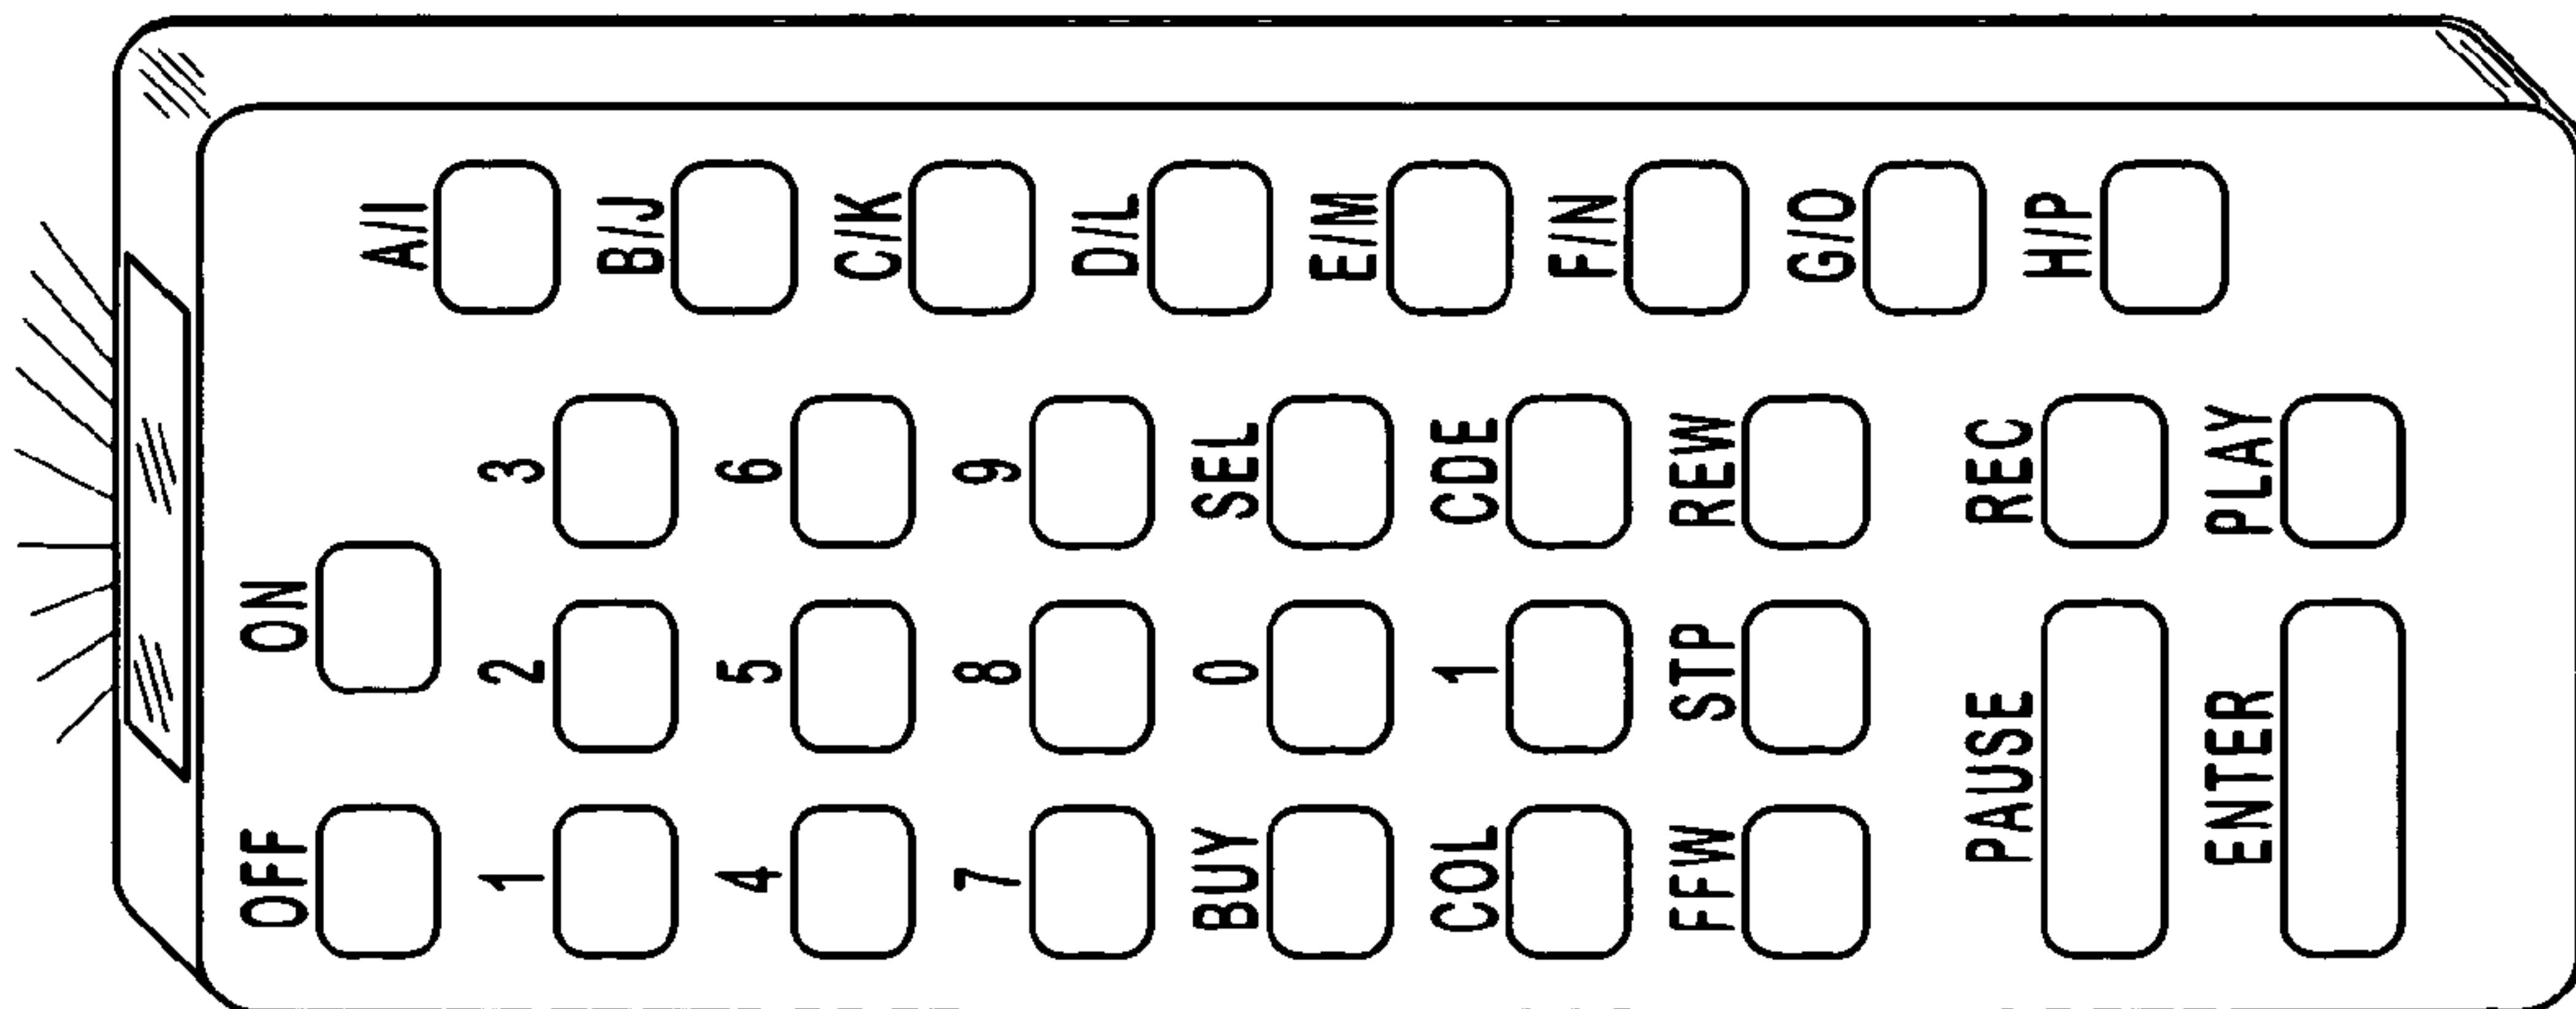 OFF ON
A/I
1 2 3
B/J
4 5 6
C/K
7 8 9
D/L
BUY 0 SEL
E/M
COL 1 CDE
F/N
FFW STP REW
G/O
PAUSE REC
H/P
ENTER PLAY